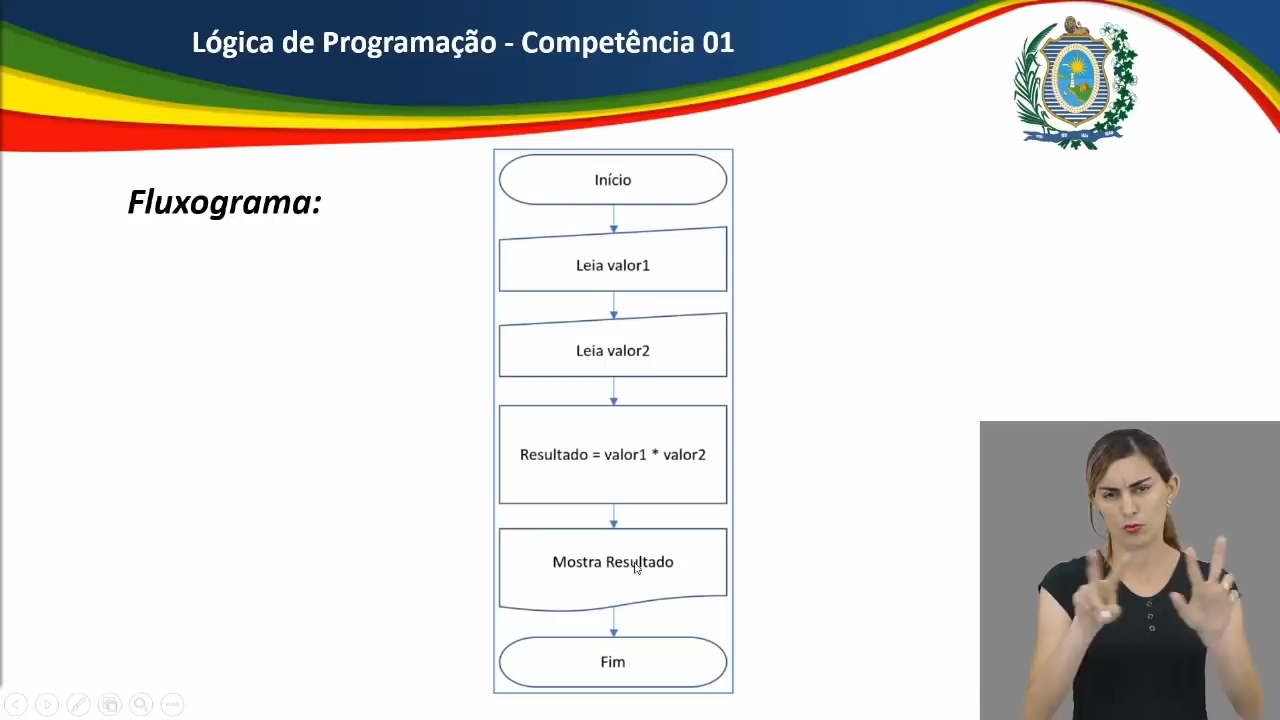 Lógica de Programação - Competência 01
Fluxograma:
Início
Leia valor1
Leia valor2
Resultado = valor1 * valor2
Mostra Resultado
Fim